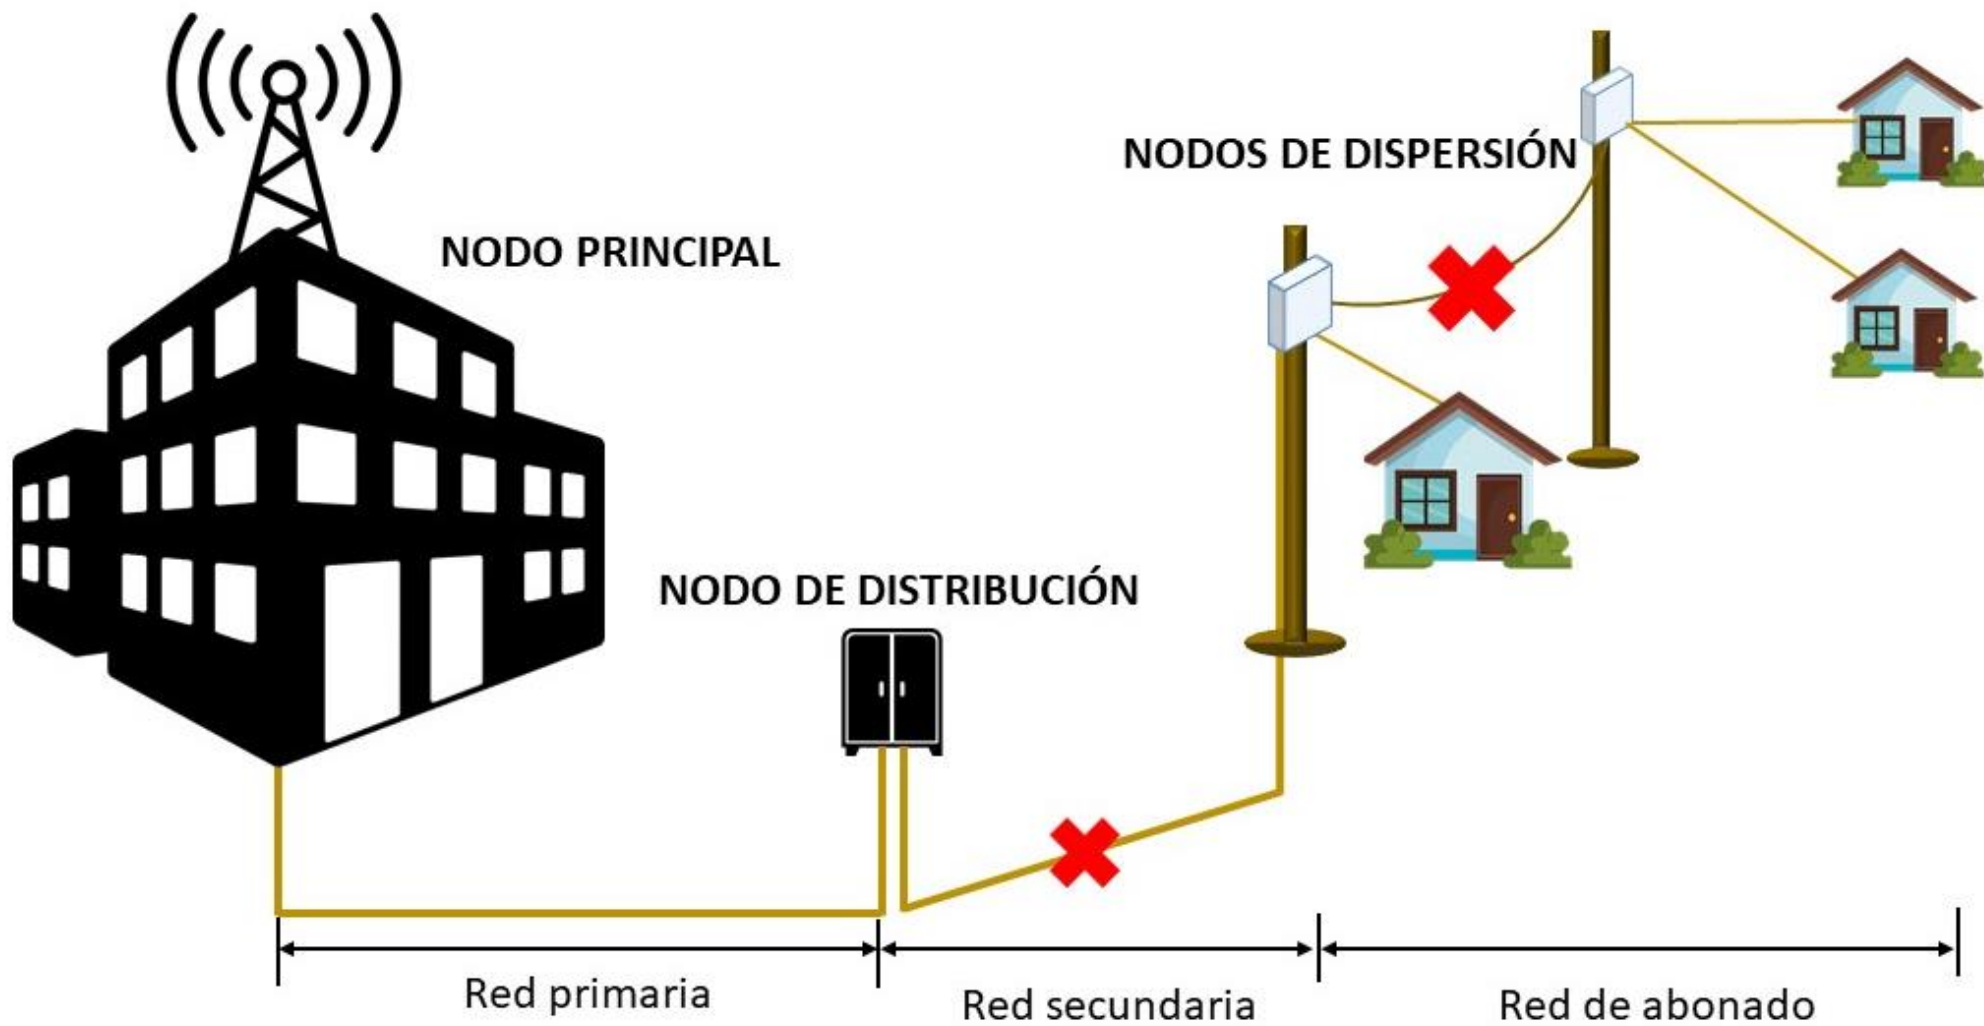 NODOS DE DISPERSIÓN
NODO PRINCIPAL
NODO DE DISTRIBUCIÓN
Red primaria
Red secundaria
Red de abonado